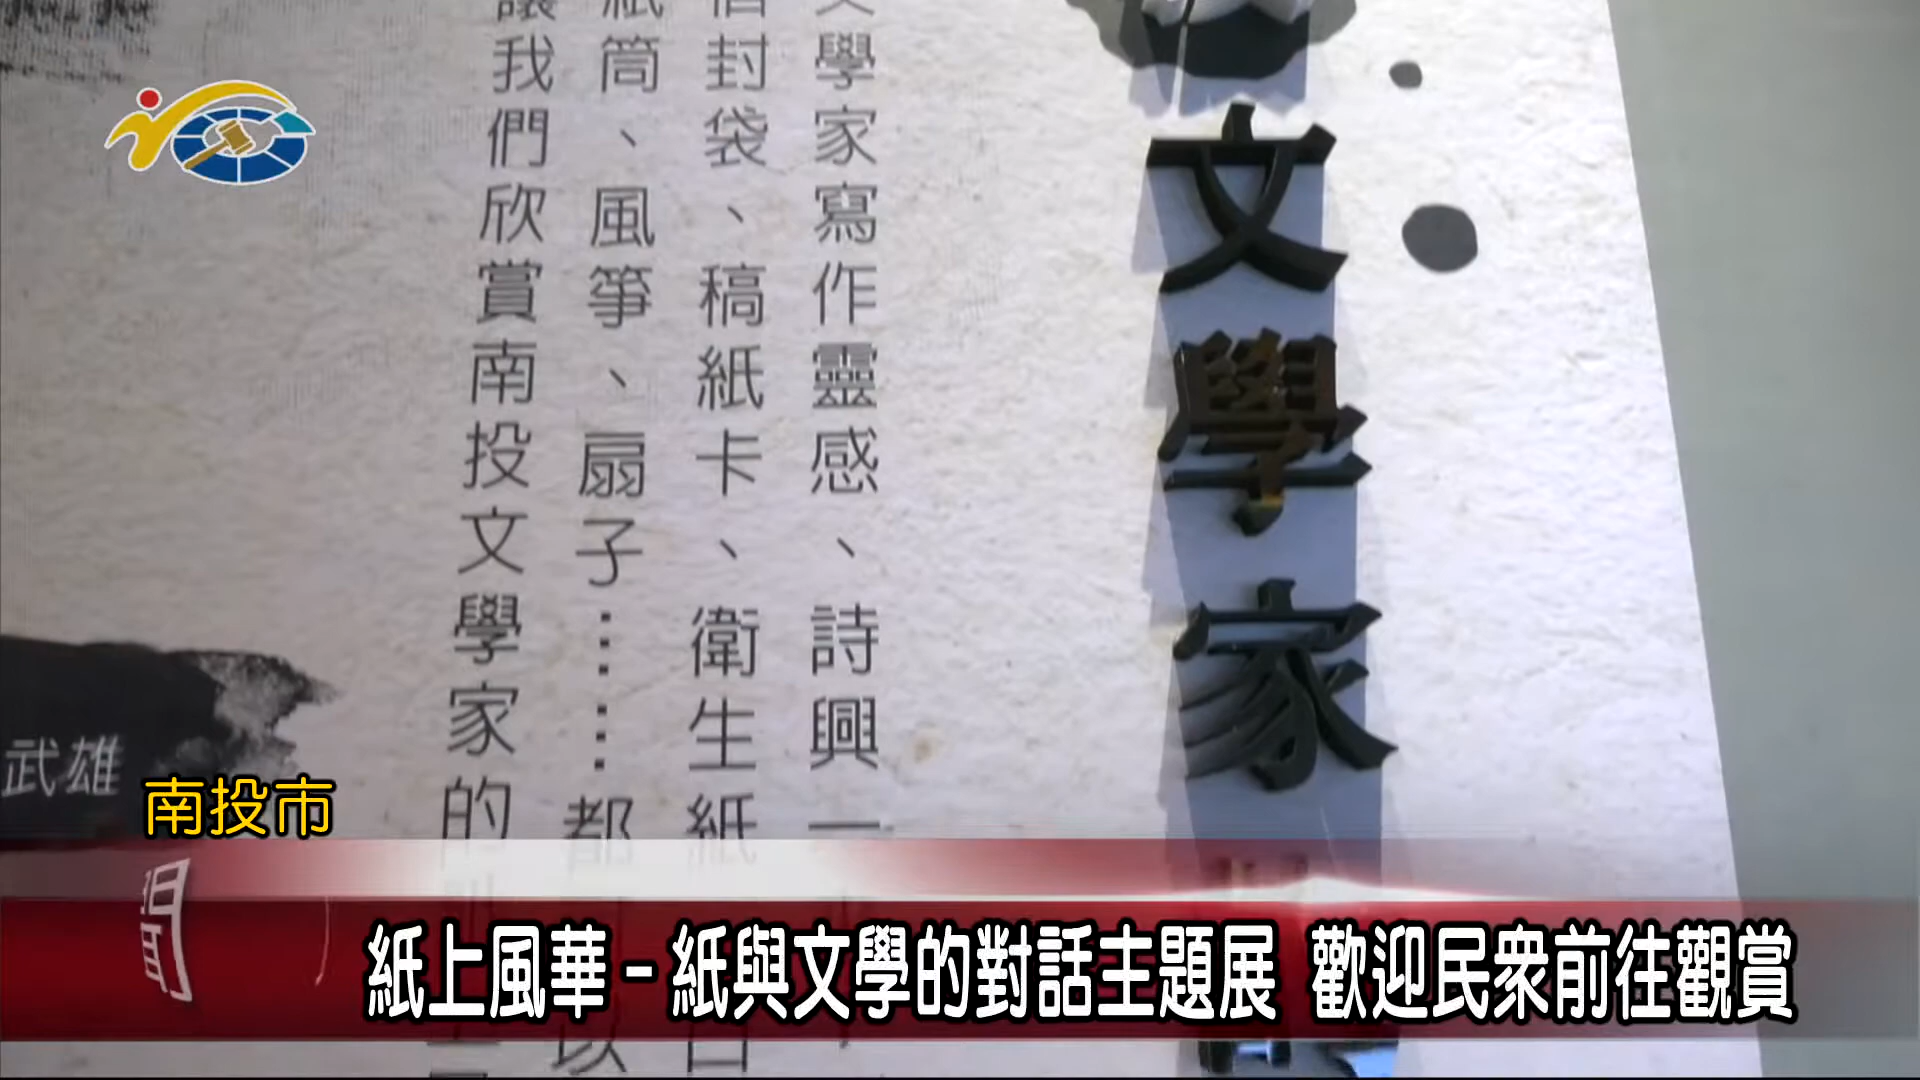 文學家
文學家寫作靈感、詩興一
封袋、稿紙卡、衛生紙
紙筒、風箏、扇子……都
讓我們欣賞南投文學家的
武雄
南投市
紙上風華－紙與文學的對話主題展 歡迎民眾前往觀賞